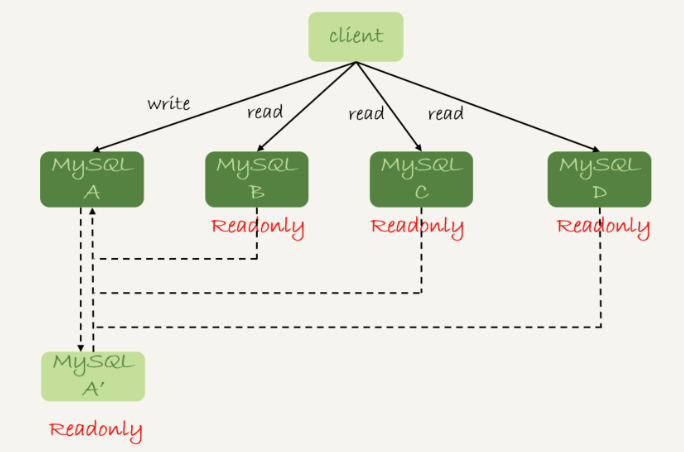 client
write
read
read
read
MySQL
A
MySQL
B
MySQL
C
MySQL
D
Readonly
Readonly
Readonly
MySQL
A'
Readonly